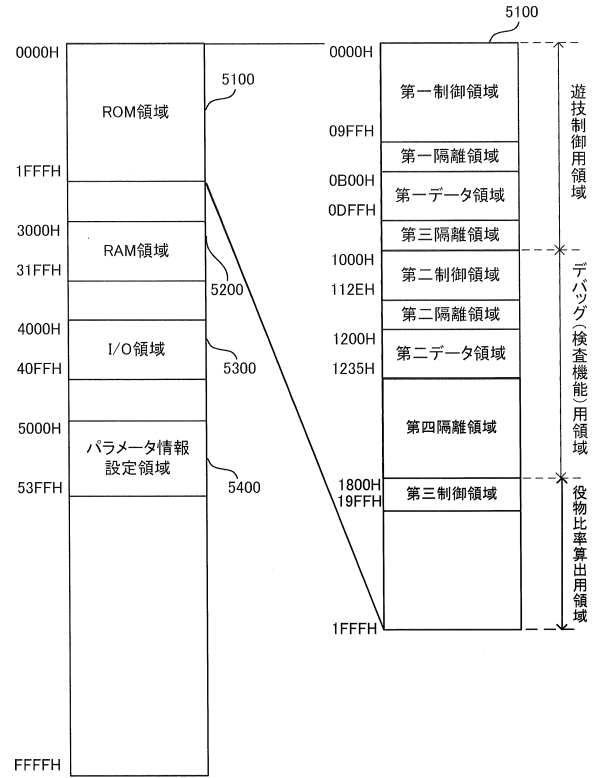 0000H
ROM領域
5100
1FFFH
3000H
RAM領域
31FFH
5200
4000H
I/O領域
40FFH
5300
5000H
パラメータ情報
設定領域
53FFH
5400
FFFFH
5100
0000H
第一制御領域
09FFH
第一隔離領域
0B00H
第一データ領域
0DFFH
第三隔離領域
1000H
第二制御領域
112EH
第二隔離領域
1200H
第二データ領域
1235H
第四隔離領域
1800H
19FFH
第三制御領域
1FFFH
遊技制御用領域
デバッグ(検査機能)用領域
役物比率算出用領域